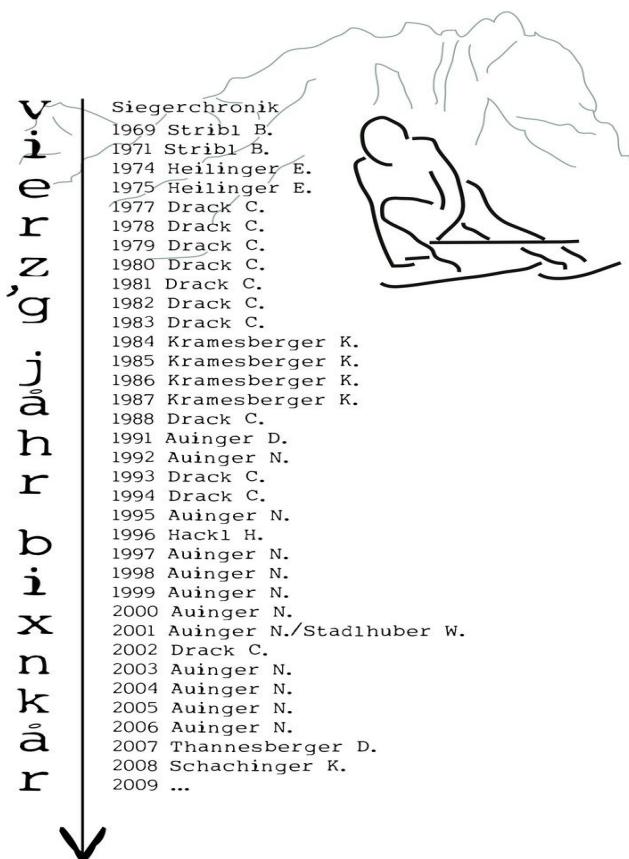 vierz'g jåhr bixnkår
Siegerchronik
1969 Stribl B.
1971 Stribl B.
1974 Heilinger E.
1975 Heilinger E.
1977 Drack C.
1978 Drack C.
1979 Drack C.
1980 Drack C.
1981 Drack C.
1982 Drack C.
1983 Drack C.
1984 Kramesberger K.
1985 Kramesberger K.
1986 Kramesberger K.
1987 Kramesberger K.
1988 Drack C.
1991 Auinger D.
1992 Auinger N.
1993 Drack C.
1994 Drack C.
1995 Auinger N.
1996 Hackl H.
1997 Auinger N.
1998 Auinger N.
1999 Auinger N.
2000 Auinger N.
2001 Auinger N./Stadlhuber W.
2002 Drack C.
2003 Auinger N.
2004 Auinger N.
2005 Auinger N.
2006 Auinger N.
2007 Thannesberger D.
2008 Schachinger K.
2009 ...